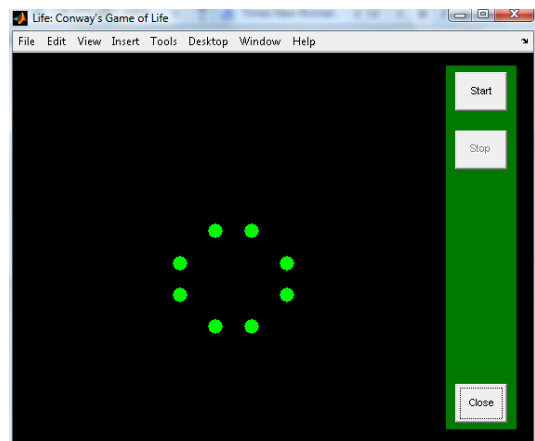 Life: Conway's Game of Life
File Edit View Insert Tools Desktop Window Help
Start
Stop
Close